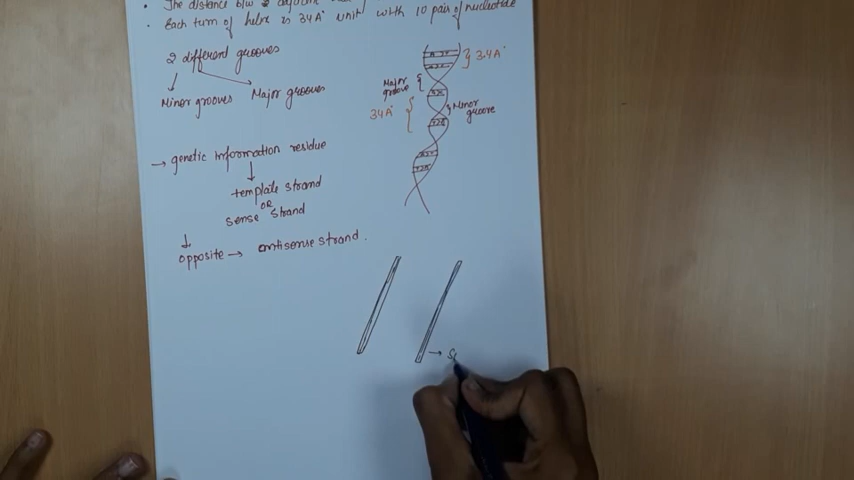 • The distance b/w 2 adjacent
• Each turn of helix is 34A° unit with 10 pair of nucleotide
2 different grooves
Minor grooves Major grooves
3.4A°
Major groove
34A°
Minor groove
→ genetic information residue
template strand
OR
sense strand
opposite → antisense strand.
→ S